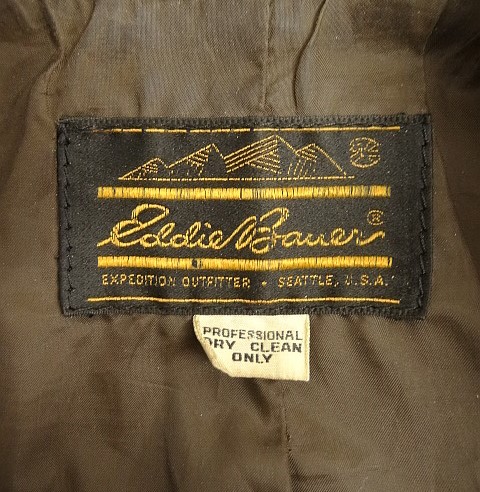 Eddie Bauer®
EXPEDITION OUTFITTER • SEATTLE, U.S.A.
PROFESSIONAL
DRY CLEAN
ONLY